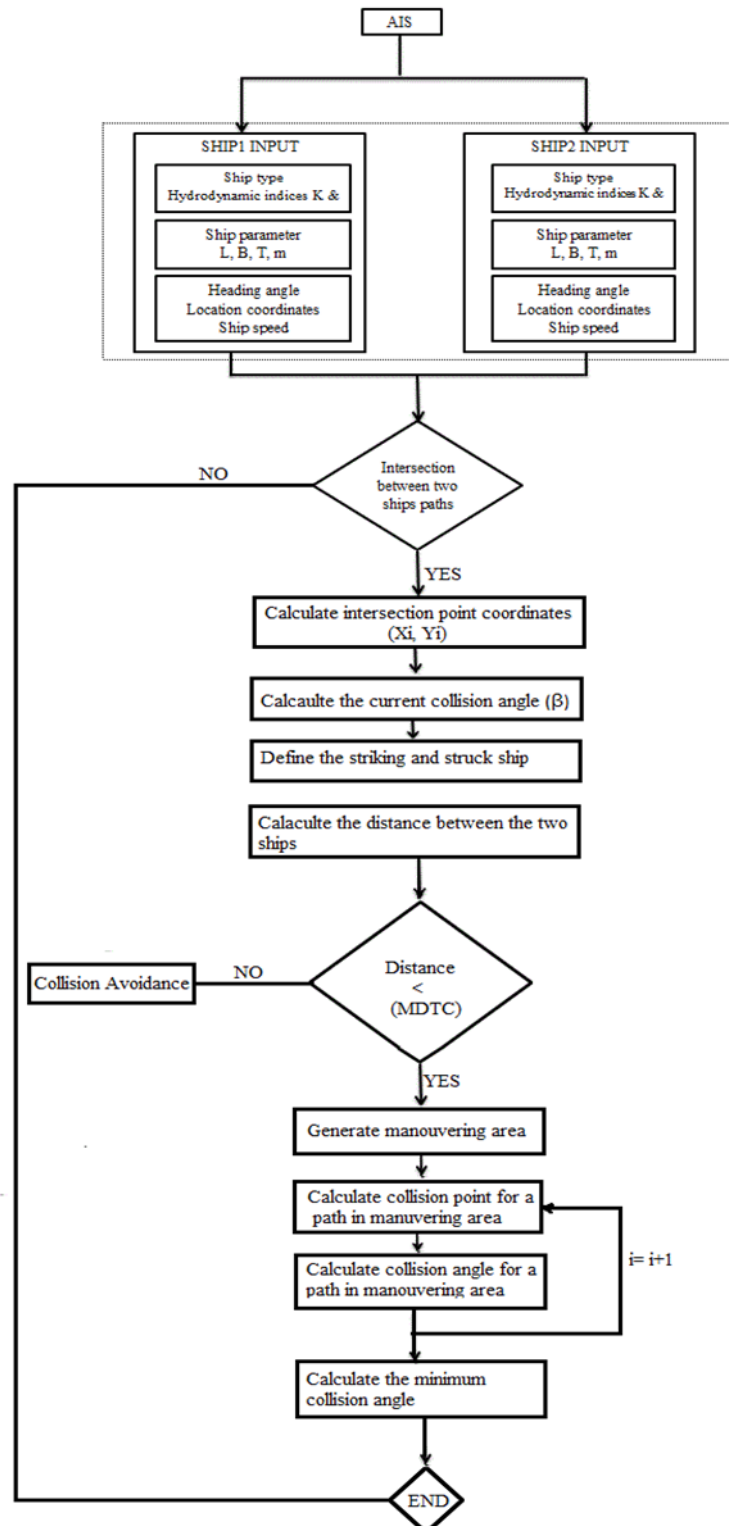 AIS
SHIP1 INPUT
Ship type
Hydrodynamic indices K &
Ship parameter
L, B, T, m
Heading angle
Location coordinates
Ship speed
SHIP2 INPUT
Ship type
Hydrodynamic indices K &
Ship parameter
L, B, T, m
Heading angle
Location coordinates
Ship speed
Intersection
between two
ships paths
NO
YES
Calculate intersection point coordinates
(Xi, Yi)
Calcaulte the current collision angle (β)
Define the striking and struck ship
Calaculte the distance between the two
ships
Distance
<
(MDTC)
NO
Collision Avoidance
YES
Generate manouvering area
Calculate collision point for a
path in manuvering area
Calculate collision angle for a
path in manouvering area
i= i+1
Calculate the minimum
collision angle
END